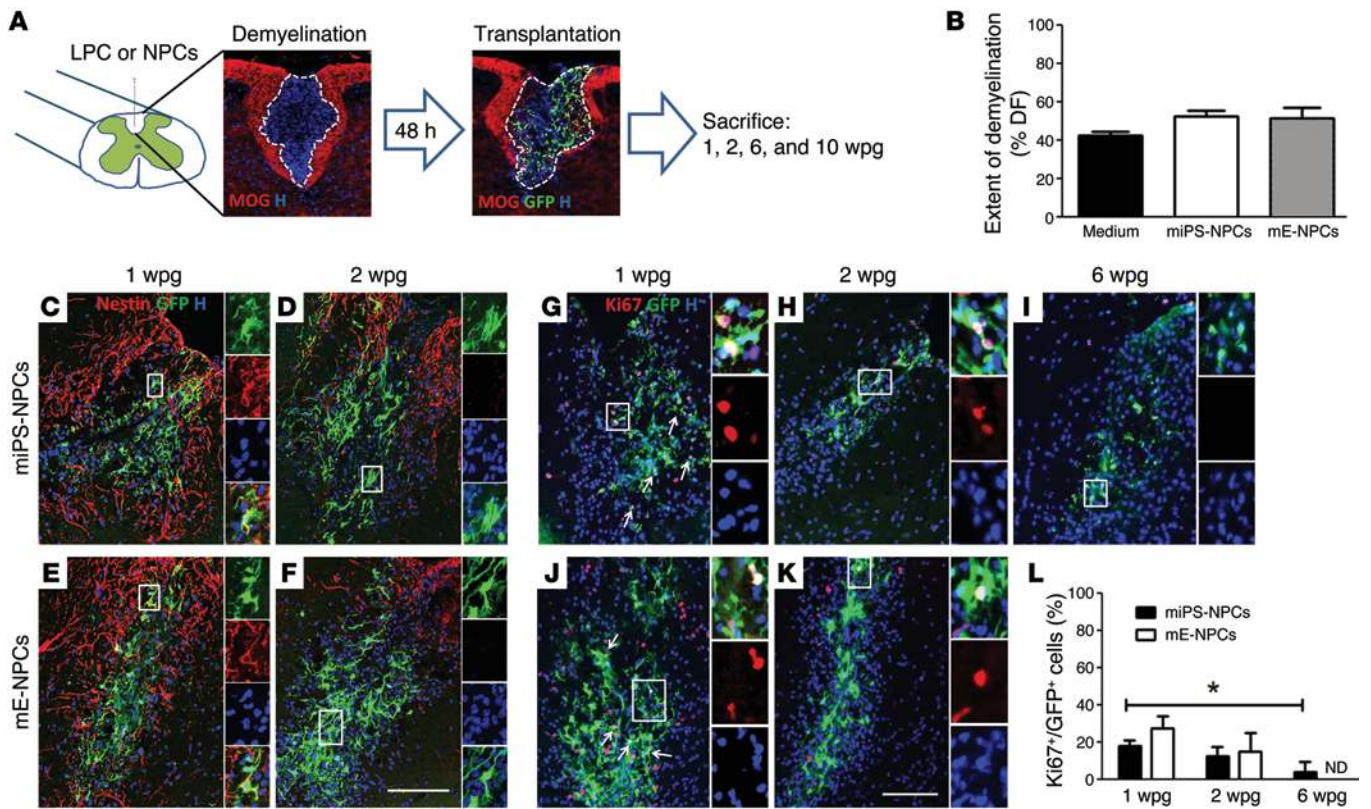 A
LPC or NPCs
Demyelination
MOG H
48 h
Transplantation
MOG GFP H
Sacrifice:
1, 2, 6, and 10 wpg
B
Extent of demyelination
(% DF)
100
80
60
40
20
0
Medium
miPS-NPCs
mE-NPCs
1 wpg
2 wpg
1 wpg
2 wpg
6 wpg
miPS-NPCs
C
Nestin GFP H
D
G
Ki67 GFP H
H
I
mE-NPCs
E
F
J
K
L
Ki67+/GFP+ cells (%)
100
80
60
40
20
0
miPS-NPCs
mE-NPCs
*
ND
1 wpg
2 wpg
6 wpg